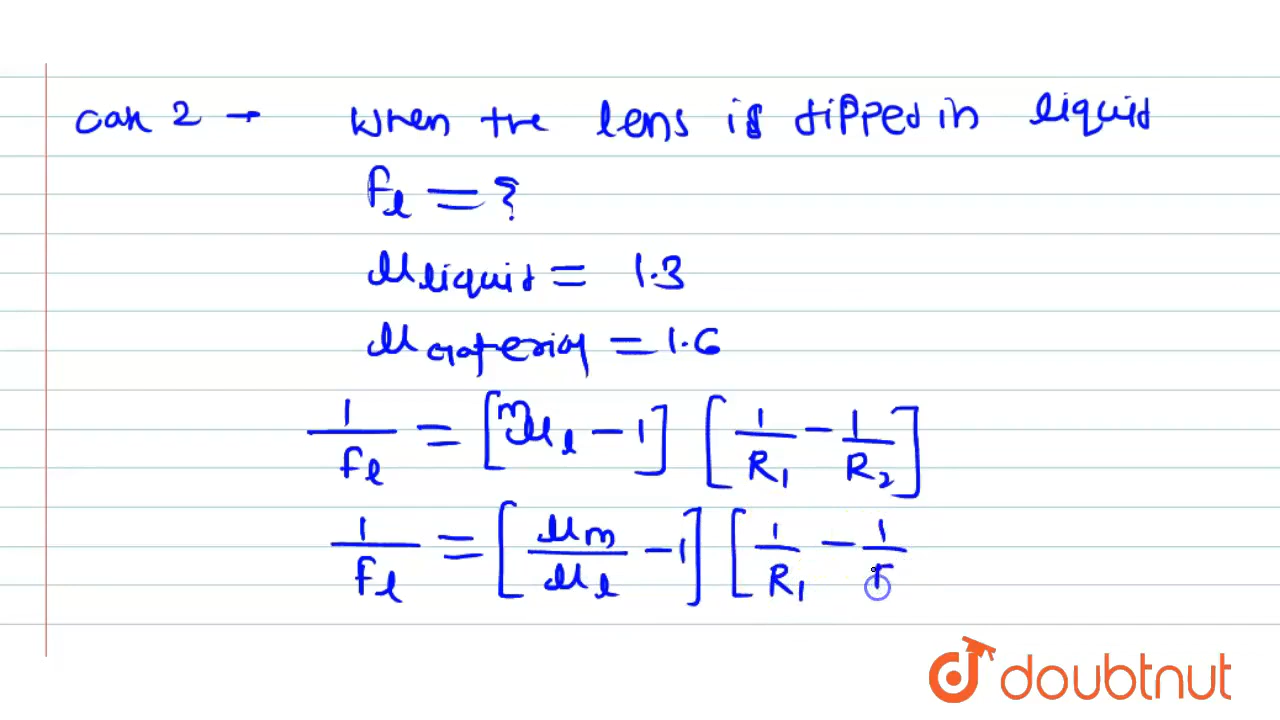 Case 2 → When the lens is dipped in liquid
fl = ?
μliquid = 1.3
μmaterial = 1.6
1/fl = [mμl - 1] [1/R1 - 1/R2]
1/fl = [μm/μl - 1] [1/R1 - 1/
doubtnut